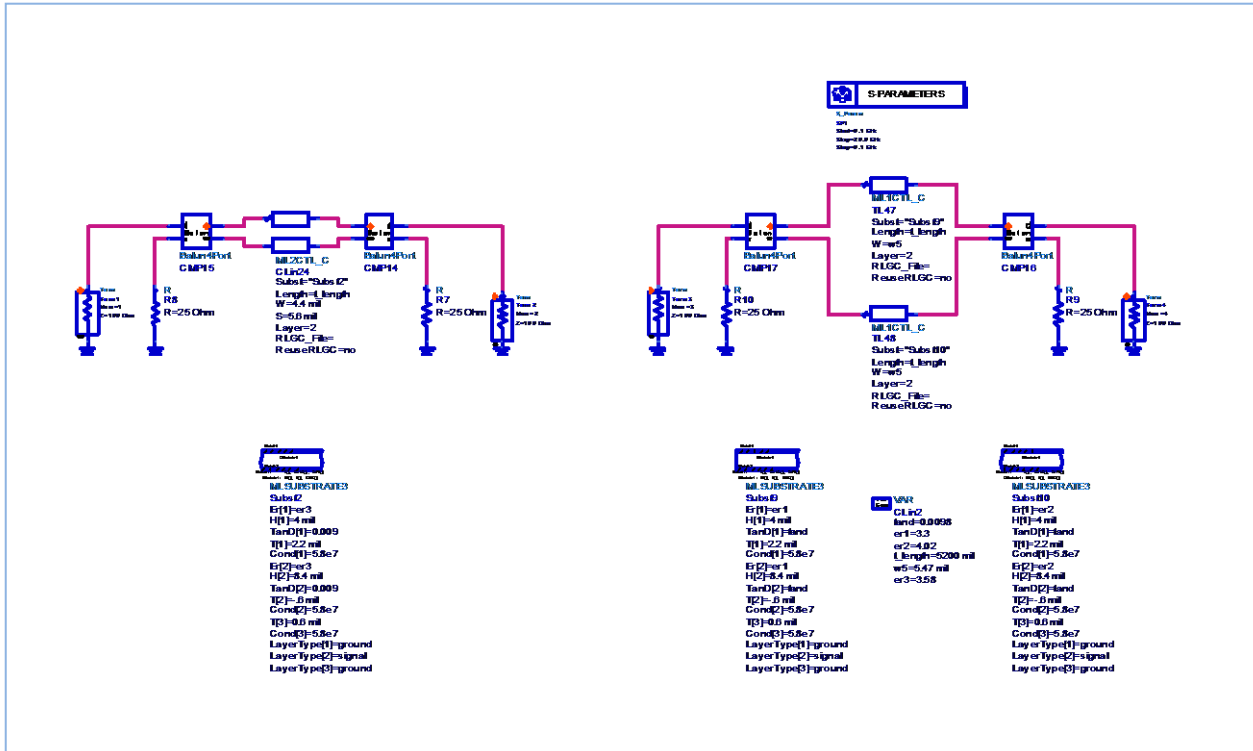 S-PARAMETERS
S_Param
SP1
Balun4Port
CMP15
ML2CTL_C
CLin24
Subst="Subst2"
Length=l_length
W=4.4 mil
S=5.6 mil
Layer=2
RLGC_File=
ReuseRLGC=no
Balun4Port
CMP14
R
R8
R=25 Ohm
R
R7
R=25 Ohm
Term
Term1
Term
Term2
ML1CTL_C
TL47
Subst="Subst9"
Length=l_length
W=w5
Layer=2
RLGC_File=
ReuseRLGC=no
Balun4Port
CMP17
Balun4Port
CMP16
R
R10
R=25 Ohm
R
R9
R=25 Ohm
Term
Term3
Term
Term4
ML1CTL_C
TL48
Subst="Subst10"
Length=l_length
W=w5
Layer=2
RLGC_File=
ReuseRLGC=no
MLSUBSTRATE3
Subst2
Er[1]=er3
H[1]=4 mil
TanD[1]=0.009
T[1]=2.2 mil
Cond[1]=5.8e7
Er[2]=er3
H[2]=8.4 mil
TanD[2]=0.009
T[2]=-.6 mil
Cond[2]=5.8e7
T[3]=0.6 mil
Cond[3]=5.8e7
LayerType[1]=ground
LayerType[2]=signal
LayerType[3]=ground
MLSUBSTRATE3
Subst9
Er[1]=er1
H[1]=4 mil
TanD[1]=tand
T[1]=2.2 mil
Cond[1]=5.8e7
Er[2]=er1
H[2]=8.4 mil
TanD[2]=tand
T[2]=-.6 mil
Cond[2]=5.8e7
T[3]=0.6 mil
Cond[3]=5.8e7
LayerType[1]=ground
LayerType[2]=signal
LayerType[3]=ground
VAR
CLin2
tand=0.0098
er1=3.3
er2=4.02
l_length=5200 mil
w5=5.47 mil
er3=3.58
MLSUBSTRATE3
Subst10
Er[1]=er2
H[1]=4 mil
TanD[1]=tand
T[1]=2.2 mil
Cond[1]=5.8e7
Er[2]=er2
H[2]=8.4 mil
TanD[2]=tand
T[2]=-.6 mil
Cond[2]=5.8e7
T[3]=0.6 mil
Cond[3]=5.8e7
LayerType[1]=ground
LayerType[2]=signal
LayerType[3]=ground